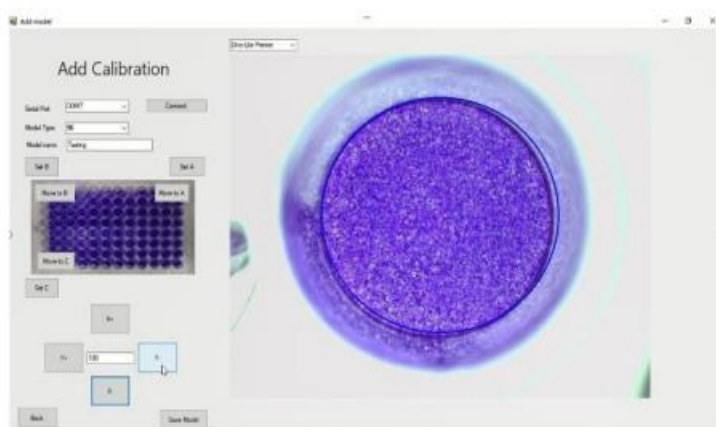 Add model
Add Calibration
Serial Port
COM7
Connect
Model Type
96
Model name
Testing
Set B
Set A
Move to B
Move to A
Move to C
Set C
100
Back
Save Model